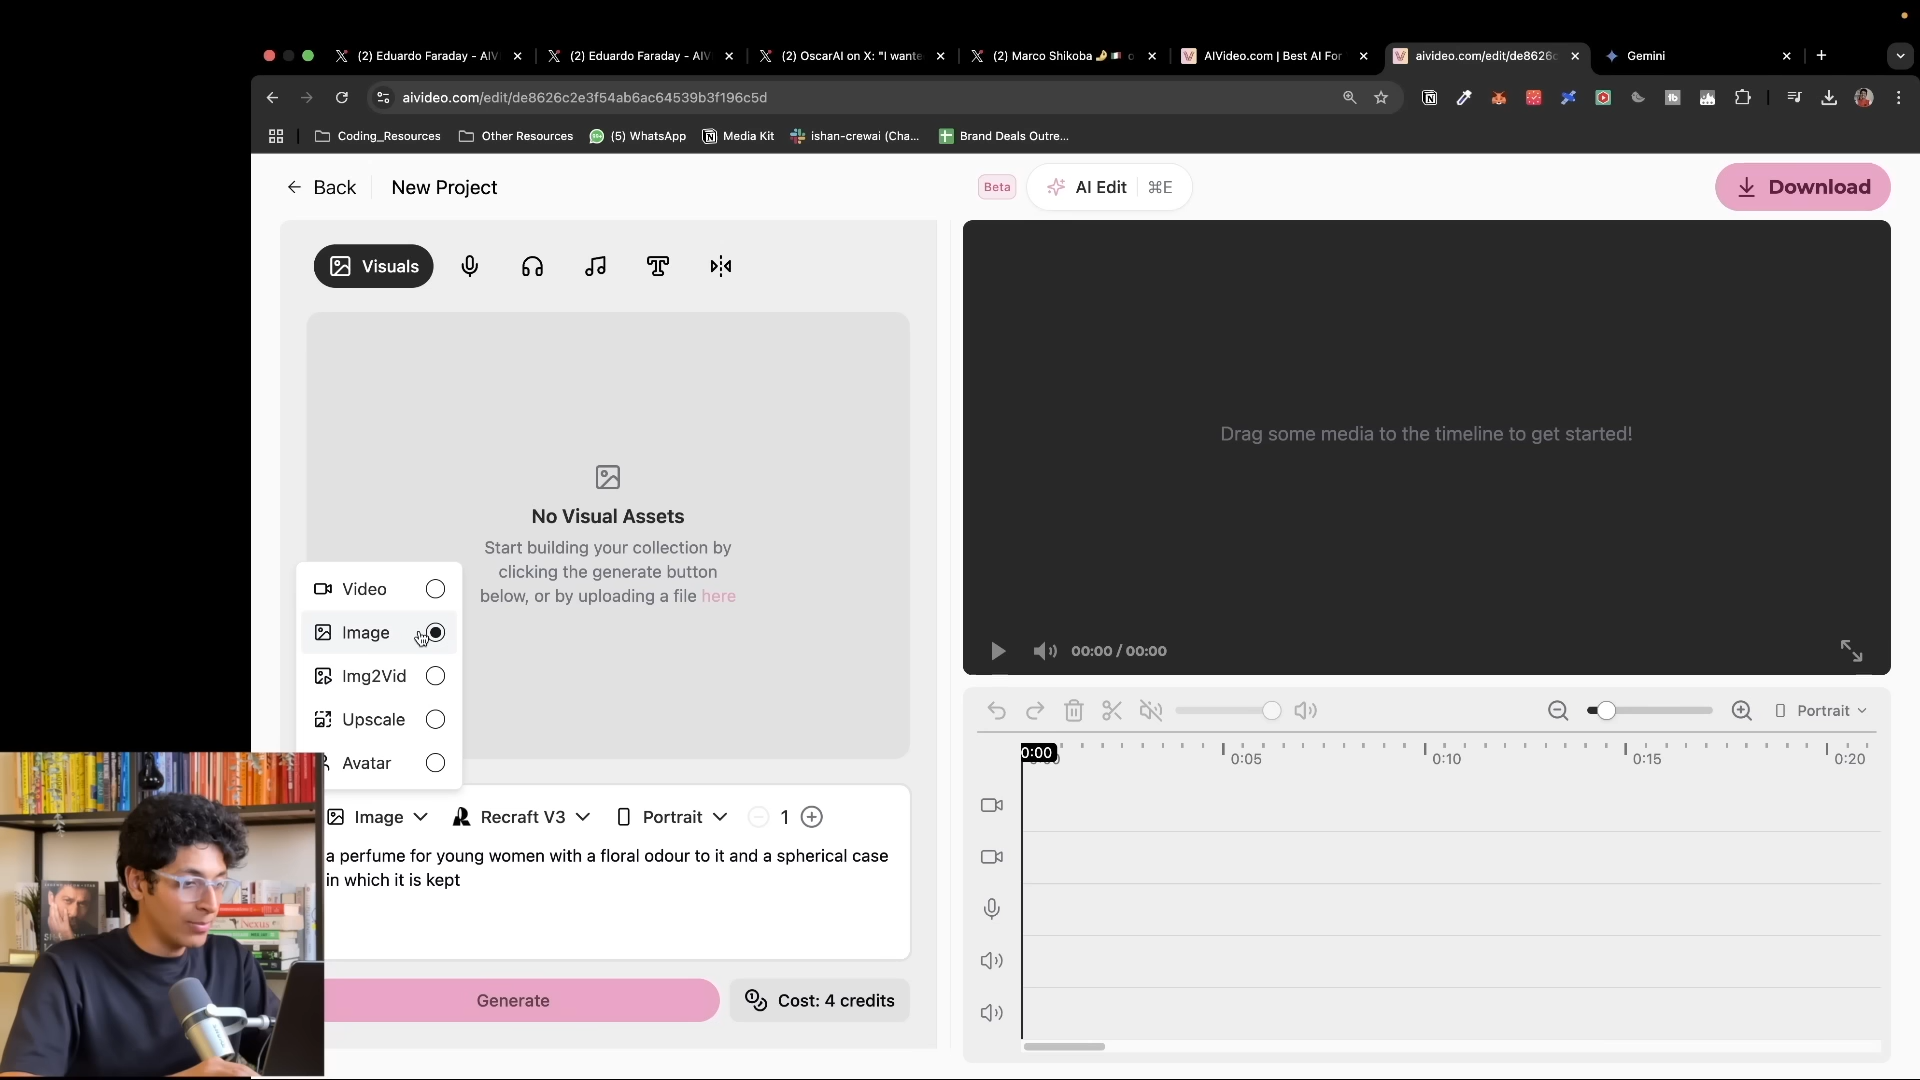 (2) Eduardo Faraday - AIV
(2) Eduardo Faraday - AIV
(2) OscarAI on X: "I wante
(2) Marco Shikoba
AIVideo.com | Best AI For
aivideo.com/edit/de8626c
Gemini
aivideo.com/edit/de8626c2e3f54ab6ac64539b3f196c5d
Coding_Resources
Other Resources
(5) WhatsApp
Media Kit
ishan-crewai (Cha...
Brand Deals Outre...
Back
New Project
Beta
AI Edit
⌘E
Download
Visuals
No Visual Assets
Start building your collection by
clicking the generate button
below, or by uploading a file here
Video
Image
Img2Vid
Upscale
Avatar
Image
Recraft V3
Portrait
1
a perfume for young women with a floral odour to it and a spherical case
in which it is kept
Generate
Cost: 4 credits
Drag some media to the timeline to get started!
00:00 / 00:00
Portrait
0:00
0:05
0:10
0:15
0:20
Nexus